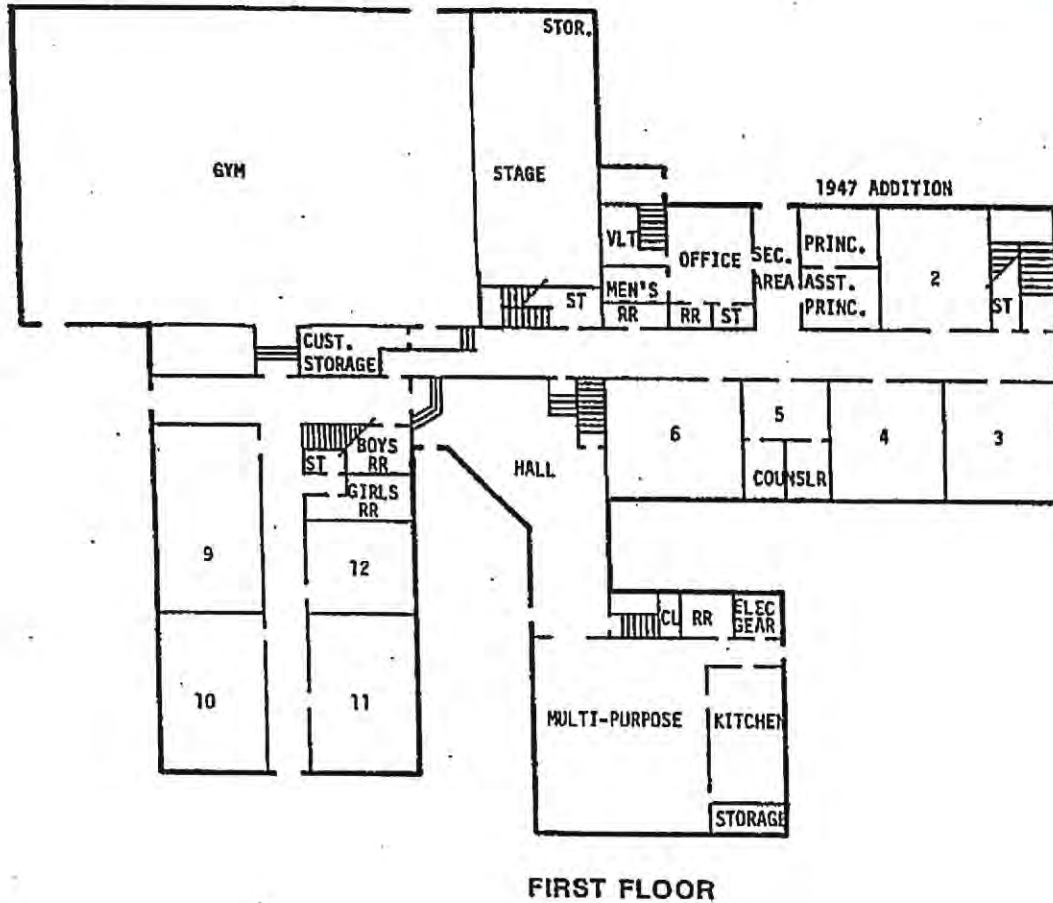 STOR.
GYM
STAGE
1947 ADDITION
VLT
OFFICE
SEC.
AREA
PRINC.
ASST.
PRINC.
2
ST
MEN'S
RR
RR
ST
ST
CUST.
STORAGE
6
5
4
3
COUNSLR
ST
BOYS
RR
GIRLS
RR
HALL
9
12
10
11
CL
RR
ELEC
GEAR
MULTI-PURPOSE
KITCHEN
STORAGE
FIRST FLOOR